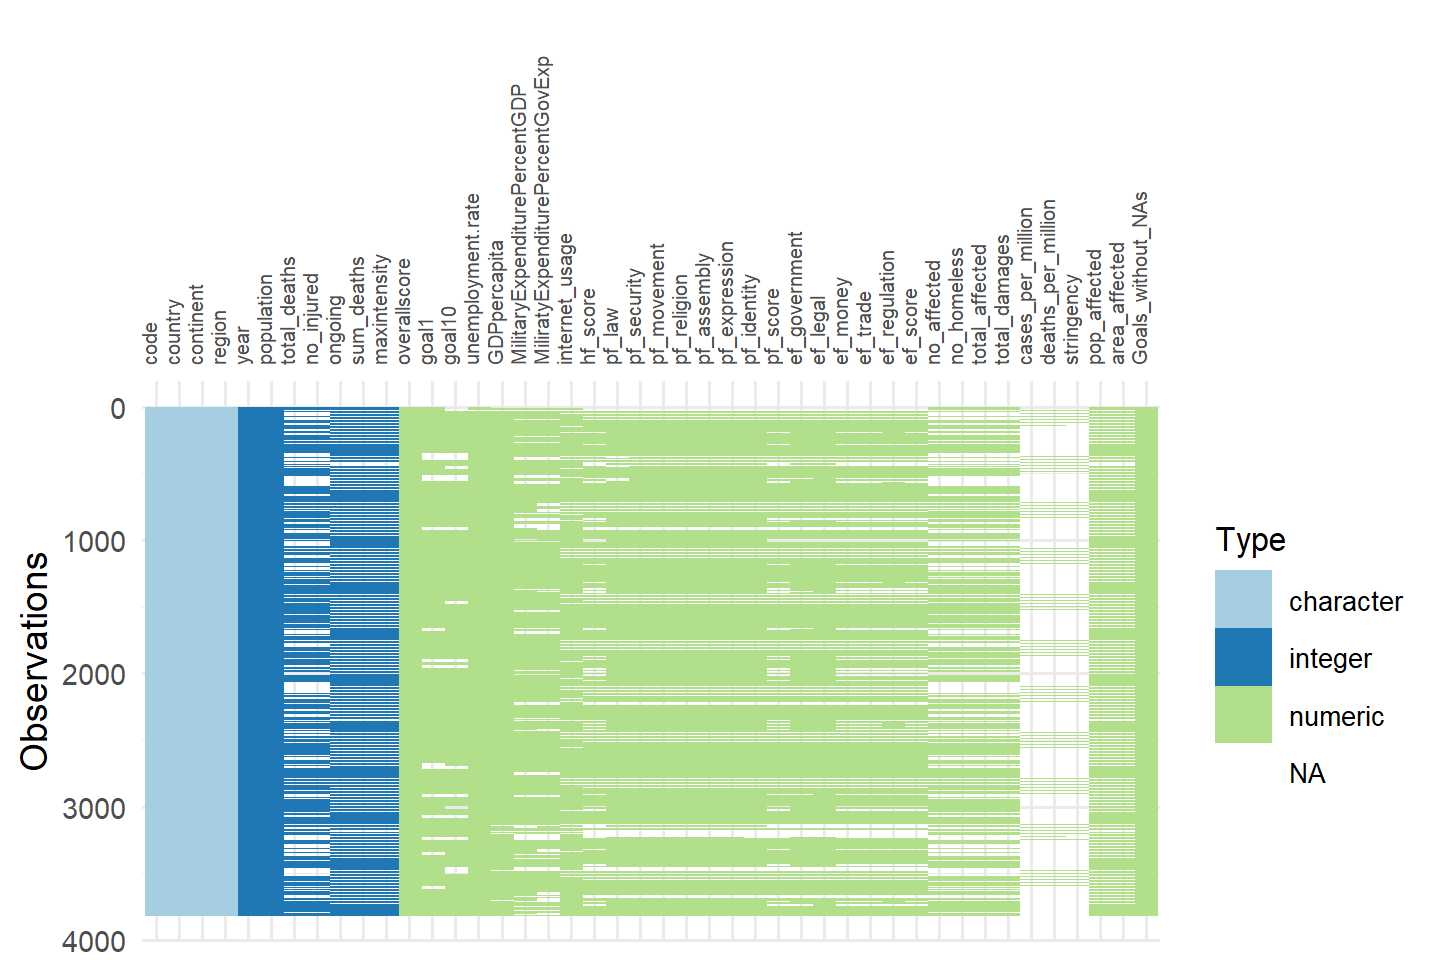 code
country
continent
region
year
population
total_deaths
no_injured
ongoing
sum_deaths
maxintensity
overallscore
goal1
goal10
unemployment.rate
GDPpercapita
MilitaryExpenditurePercentGDP
MiliratyExpenditurePercentGovExp
internet_usage
hf_score
pf_law
pf_security
pf_movement
pf_religion
pf_assembly
pf_expression
pf_identity
pf_score
ef_government
ef_legal
ef_money
ef_trade
ef_regulation
ef_score
no_affected
no_homeless
total_affected
total_damages
cases_per_million
deaths_per_million
stringency
pop_affected
area_affected
Goals_without_NAs
Observations
0
1000
2000
3000
4000
Type
character
integer
numeric
NA